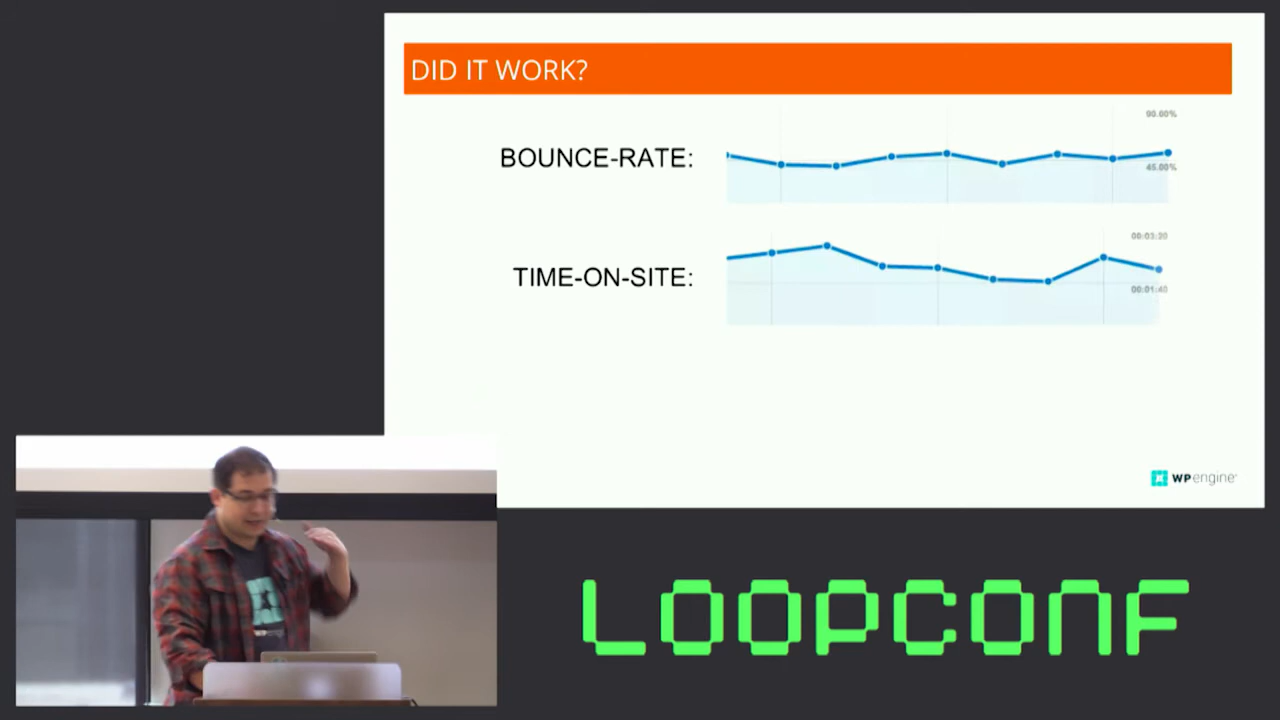 DID IT WORK?
BOUNCE-RATE:
90.00%
45.00%
TIME-ON-SITE:
00:03:20
00:01:40
WPengine
LOOPCONF